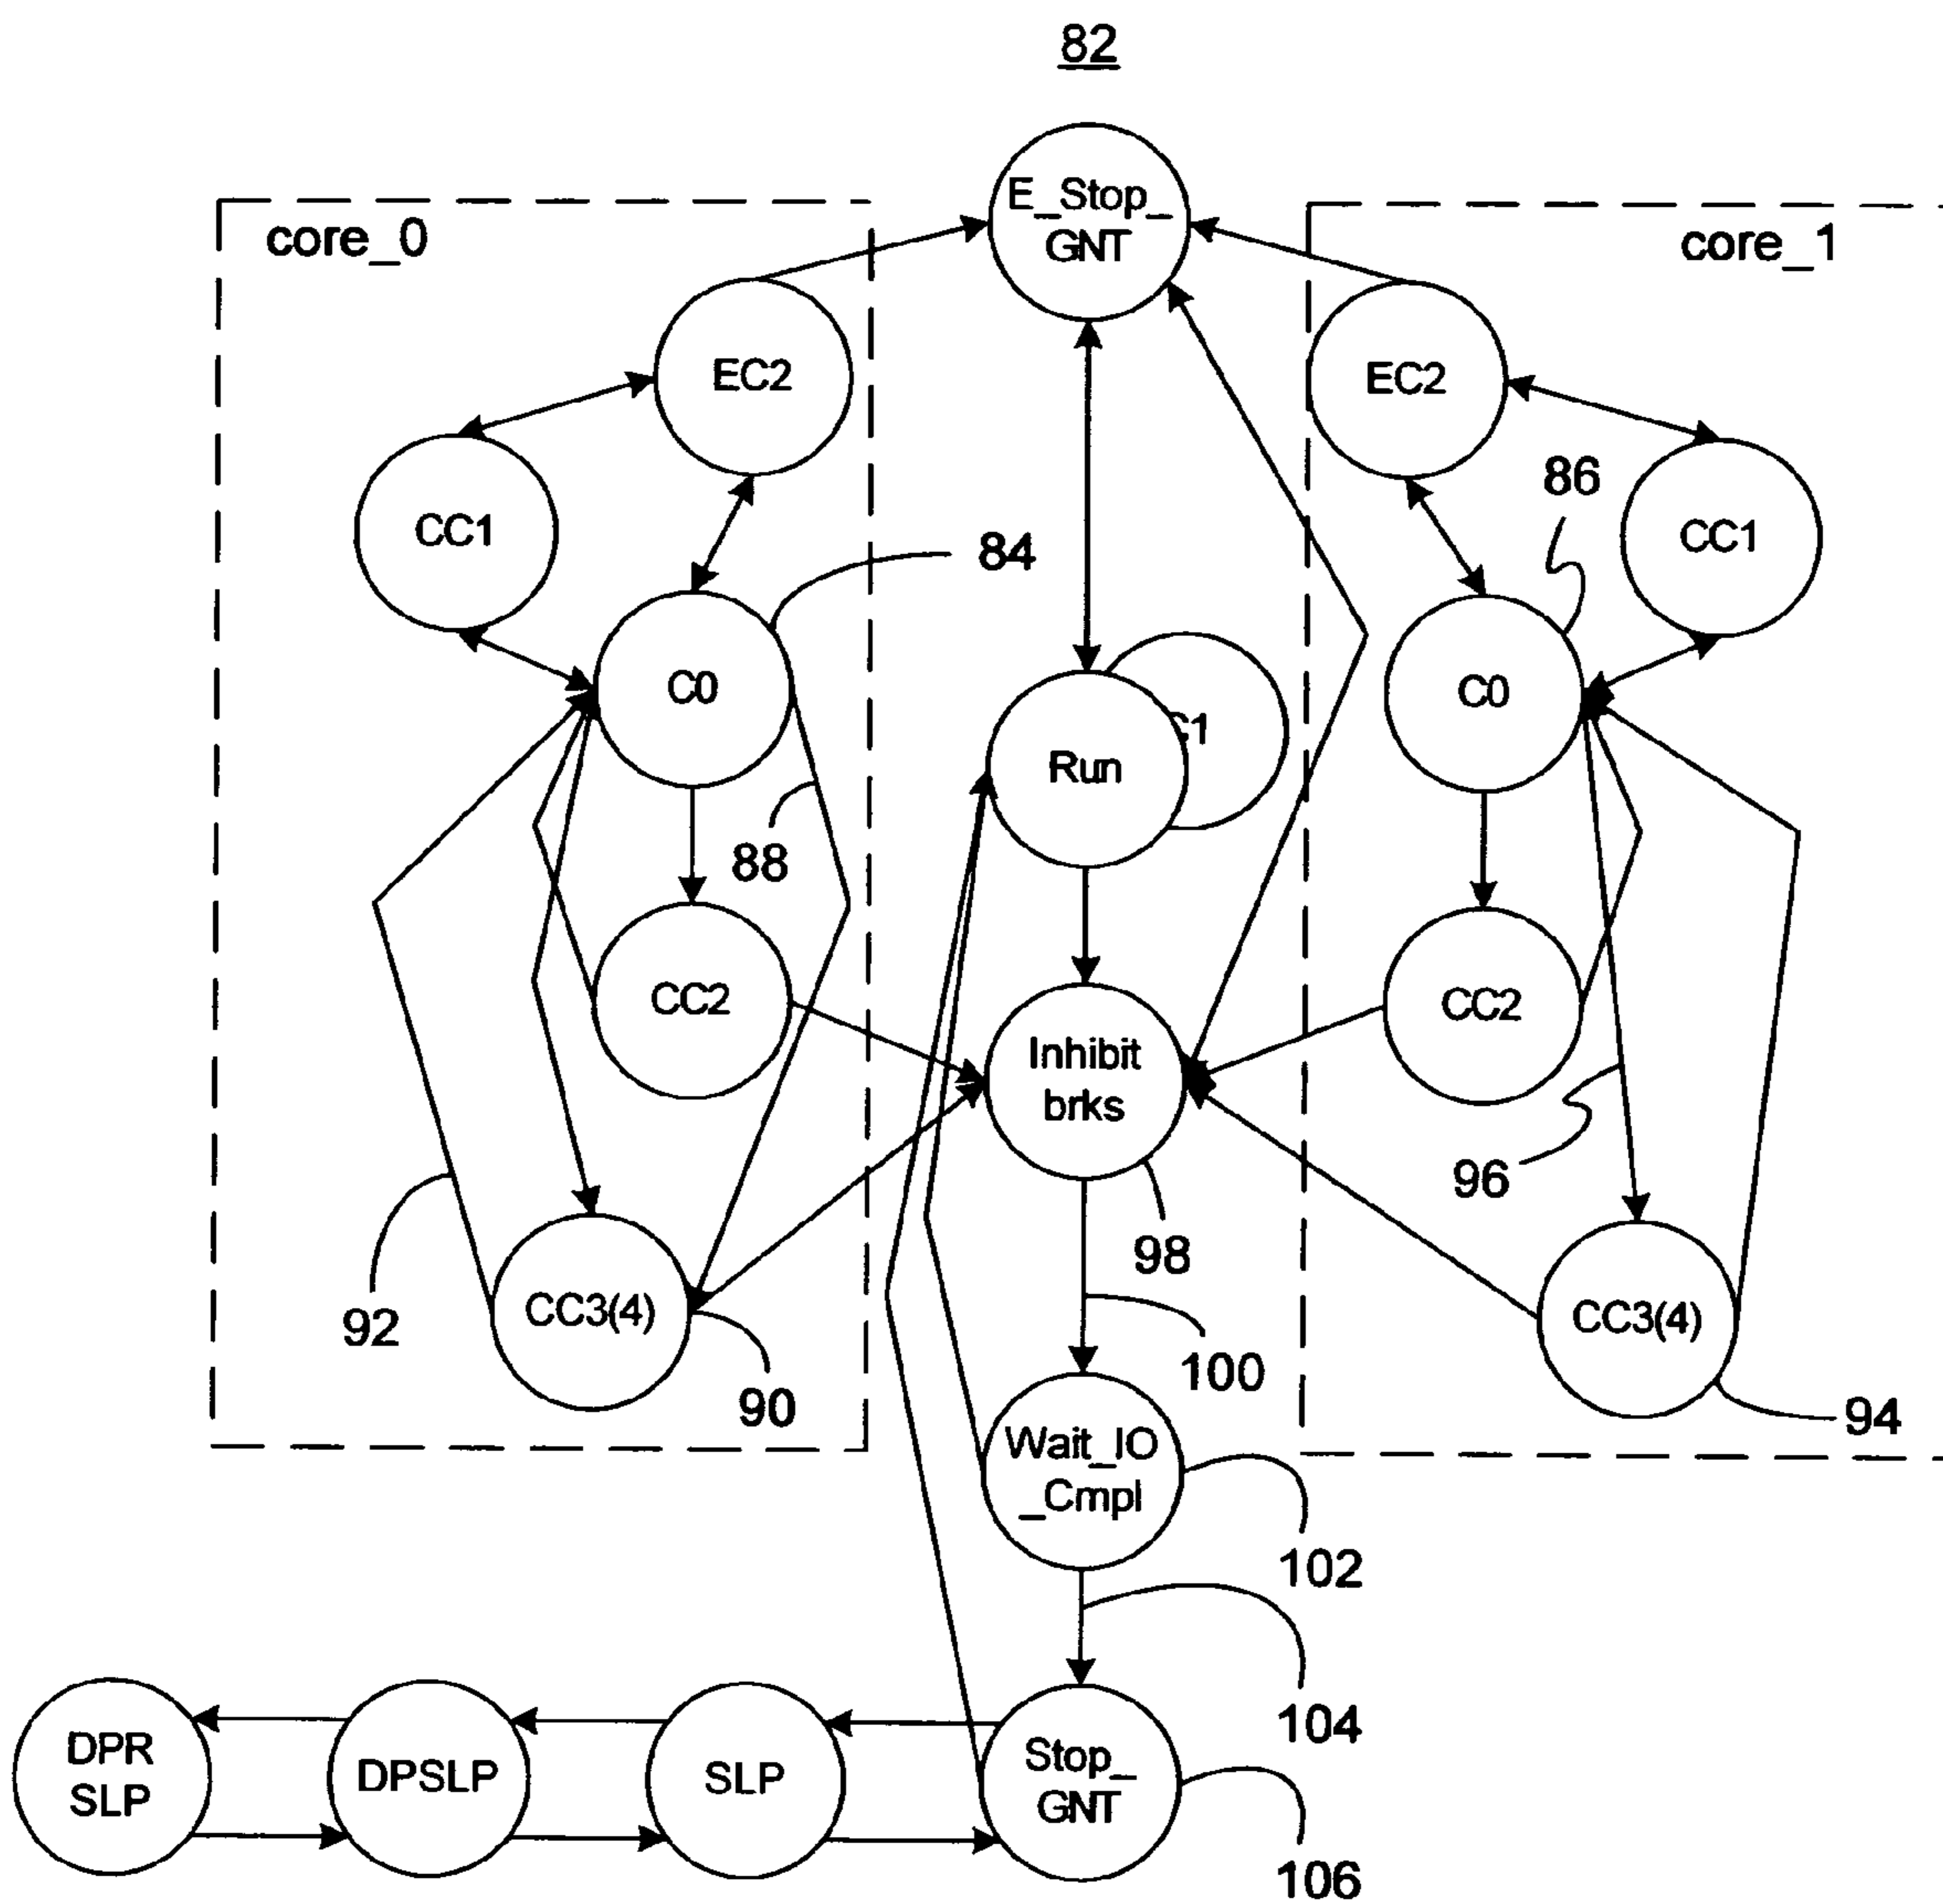 82
core_0
E_Stop_
GNT
core_1
EC2
EC2
86
CC1
CC1
84
C0
C0
Run
C1
88
CC2
CC2
Inhibit
brks
96
98
CC3(4)
CC3(4)
92
90
100
94
Wait_IO
_Cmpl
102
104
DPR
SLP
DPSLP
SLP
Stop_
GNT
106